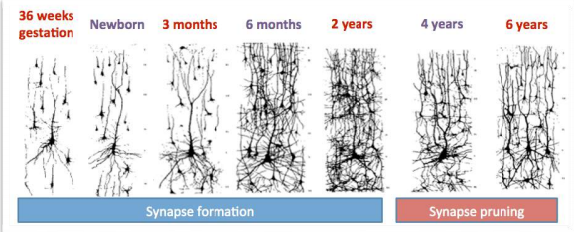 36 weeks
gestation
Newborn
3 months
6 months
2 years
4 years
6 years
Synapse formation
Synapse pruning